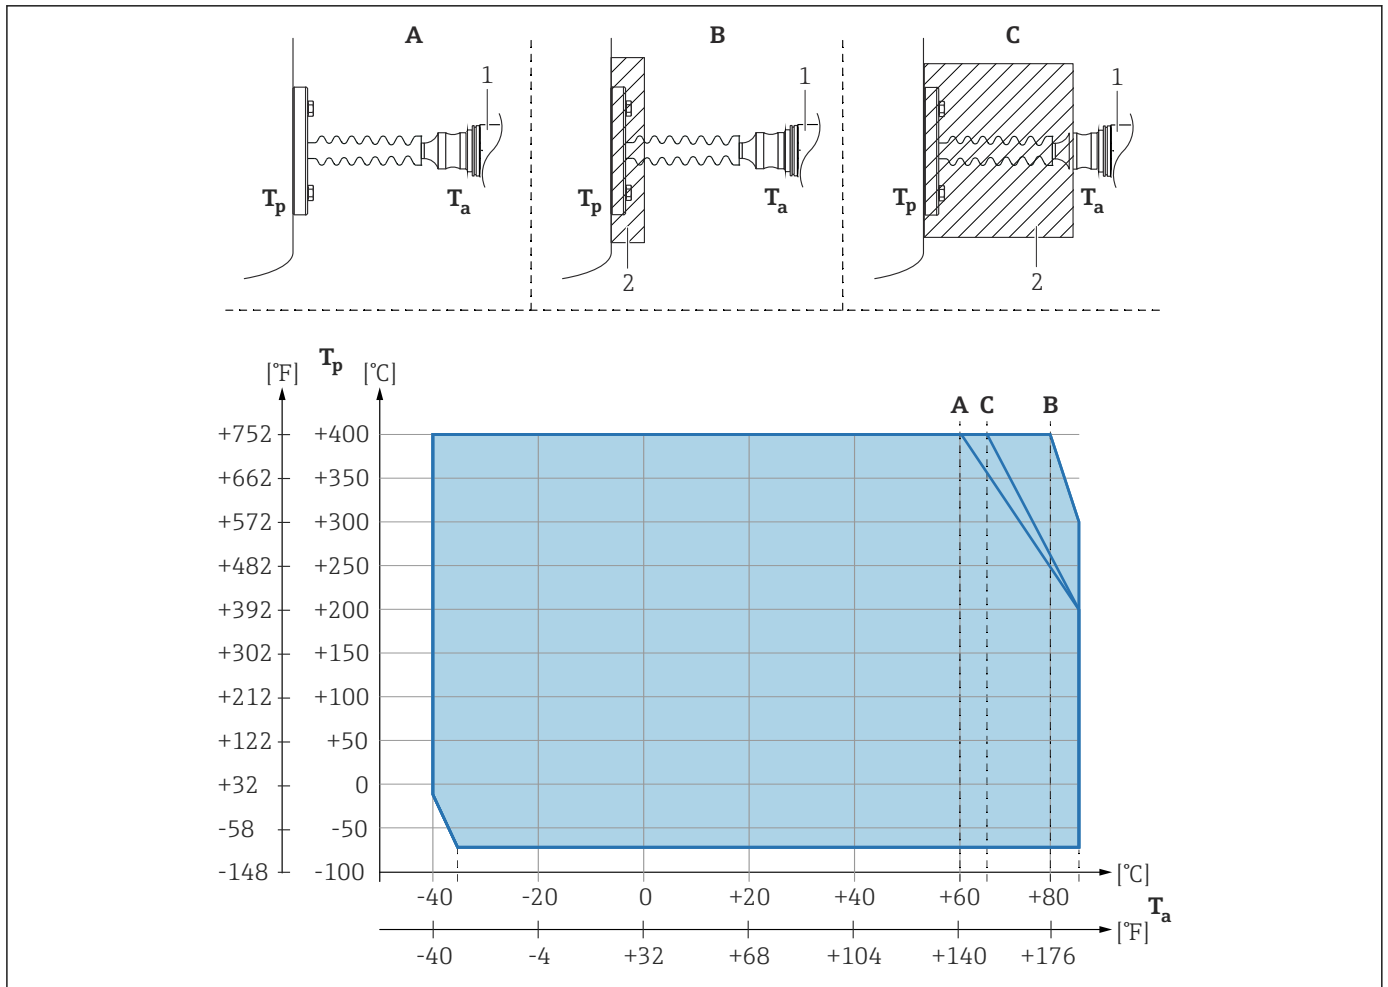 A B C
1 1 1
Tp Ta Tp Ta Tp Ta
2 2
Tp
[°F] [°C]
A C B
+752 +400
+662 +350
+572 +300
+482 +250
+392 +200
+302 +150
+212 +100
+122 +50
+32 0
-58 -50
-148 -100
[°C]
-40 -20 0 +20 +40 +60 +80
Ta
[°F]
-40 -4 +32 +68 +104 +140 +176